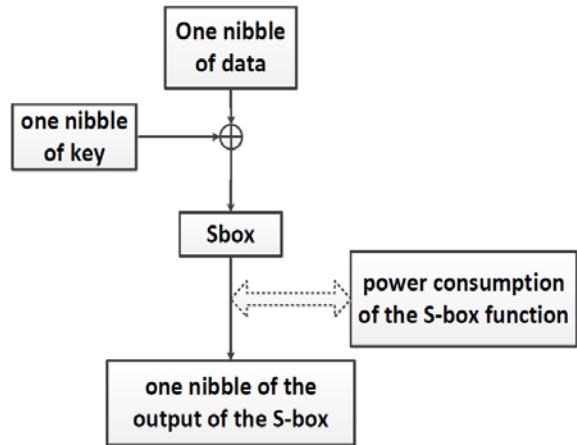 One nibble
of data
one nibble
of key
Sbox
power consumption
of the S-box function
one nibble of the
output of the S-box